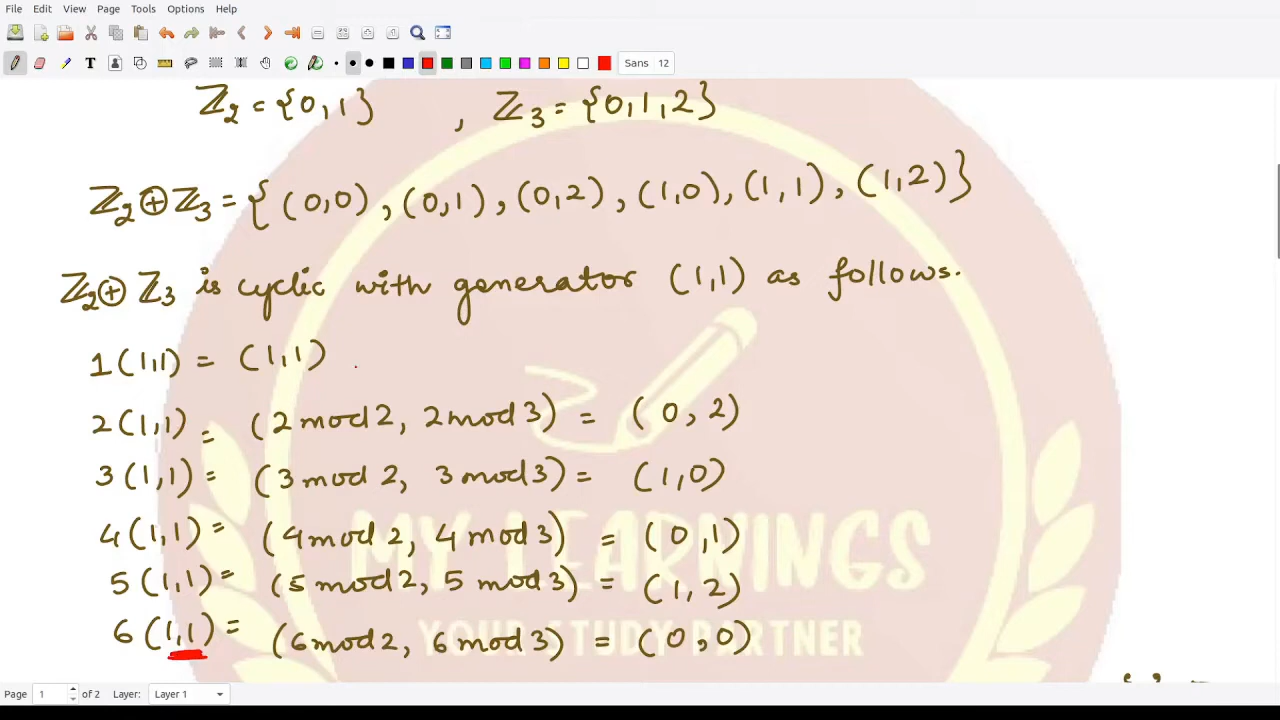 File Edit View Page Tools Options Help
T Sans 12
ℤ₂ = {0,1} , ℤ₃ = {0,1,2}
ℤ₂⊕ℤ₃ = {(0,0), (0,1), (0,2), (1,0), (1,1), (1,2)}
ℤ₂⊕ℤ₃ is cyclic with generator (1,1) as follows.
1(1,1) = (1,1)
2(1,1) = (2 mod 2, 2 mod 3) = (0,2)
3(1,1) = (3 mod 2, 3 mod 3) = (1,0)
4(1,1) = (4 mod 2, 4 mod 3) = (0,1)
5(1,1) = (5 mod 2, 5 mod 3) = (1,2)
6(1,1) = (6 mod 2, 6 mod 3) = (0,0)
MY LEARNINGS
YOUR STUDY PARTNER
Page 1 of 2 Layer: Layer 1